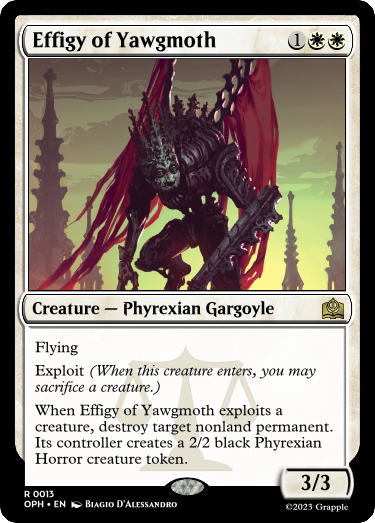 Effigy of Yawgmoth 1
Creature — Phyrexian Gargoyle
Flying
Exploit (When this creature enters, you may
sacrifice a creature.)
When Effigy of Yawgmoth exploits a
creature, destroy target nonland permanent.
Its controller creates a 2/2 black Phyrexian
Horror creature token.
3/3
R 0013
OPH • EN Biagio D'Alessandro
©2023 Grapple